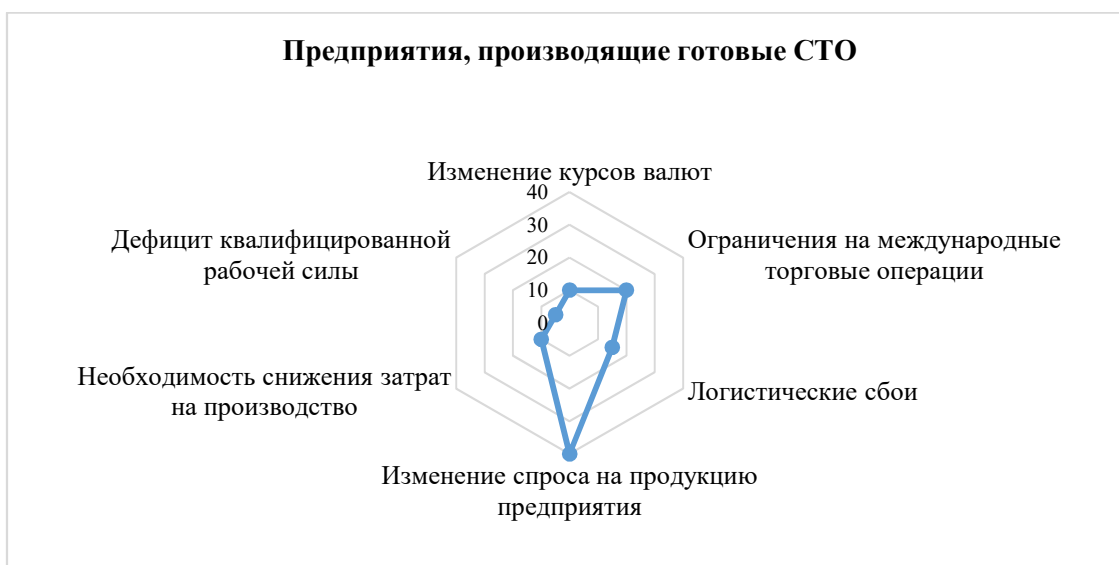 Предприятия, производящие готовые СТО
Изменение курсов валют
40
30
20
10
0
Ограничения на международные
торговые операции
Логистические сбои
Изменение спроса на продукцию
предприятия
Необходимость снижения затрат
на производство
Дефицит квалифицированной
рабочей силы